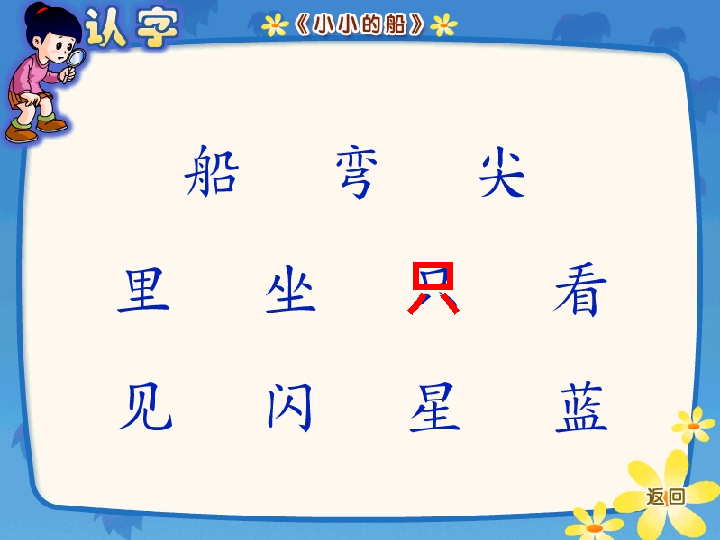 认字
《小小的船》
船 弯 尖
里 坐 只 看
见 闪 星 蓝
返回